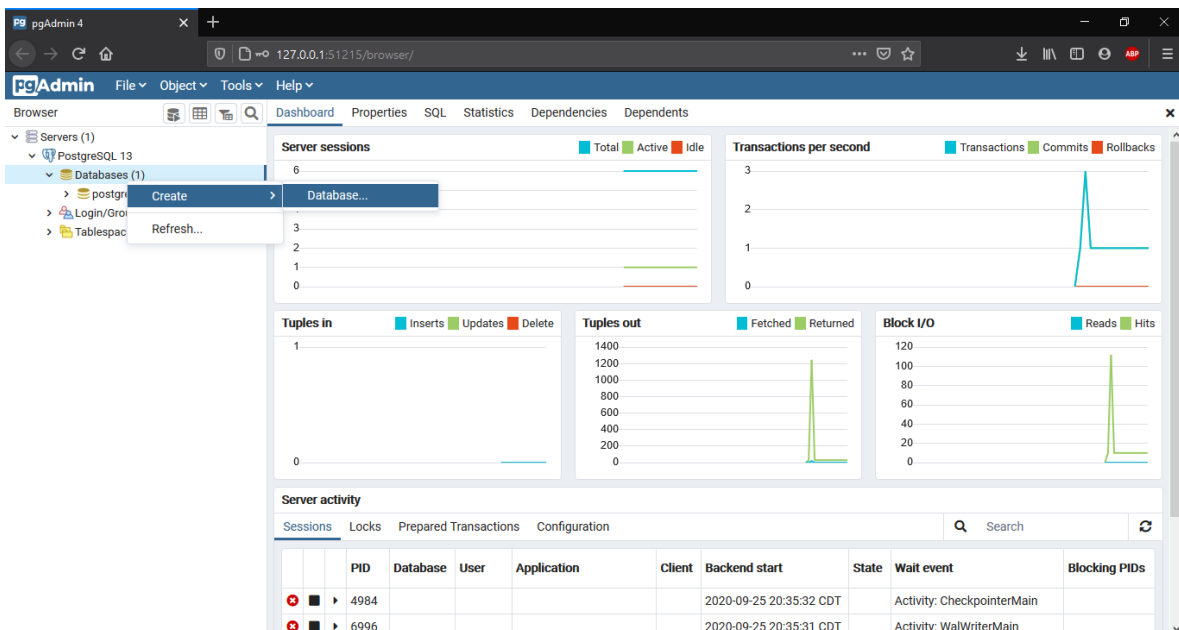 pgAdmin 4
127.0.0.1:51215/browser/
ABP
pgAdmin File Object Tools Help
Browser
Dashboard Properties SQL Statistics Dependencies Dependents
Servers (1)
PostgreSQL 13
Databases (1)
postgre
Login/Grou
Tablespac
Create
Database...
Refresh...
Server sessions Total Active Idle
6
3
2
1
0
Transactions per second Transactions Commits Rollbacks
3
2
1
0
Tuples in Inserts Updates Delete
1
0
Tuples out Fetched Returned
1400
1200
1000
800
600
400
200
0
Block I/O Reads Hits
120
100
80
60
40
20
0
Server activity
Sessions Locks Prepared Transactions Configuration
Search
PID Database User Application Client Backend start State Wait event Blocking PIDs
4984 2020-09-25 20:35:32 CDT Activity: CheckpointerMain
6996 2020-09-25 20:35:31 CDT Activity: WalWriterMain